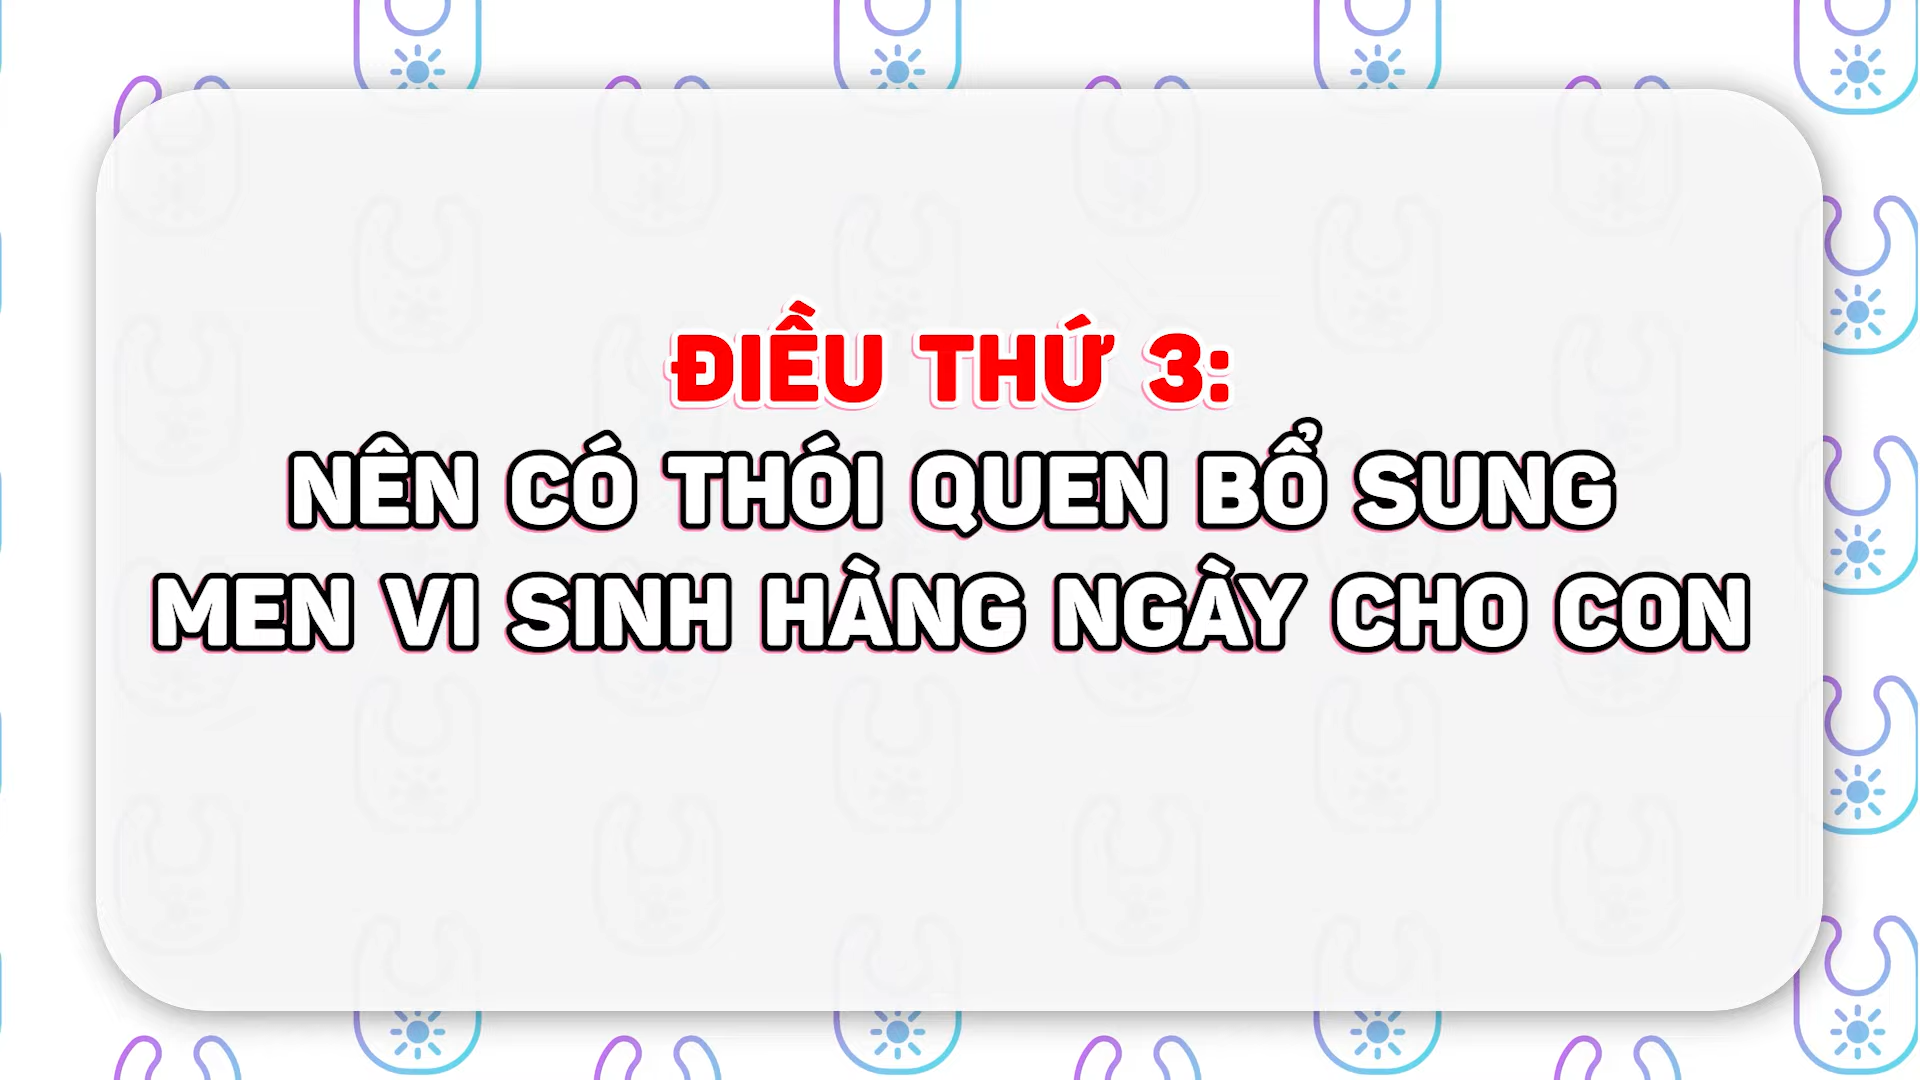 ĐIỀU THỨ 3:
NÊN CÓ THÓI QUEN BỔ SUNG
MEN VI SINH HÀNG NGÀY CHO CON